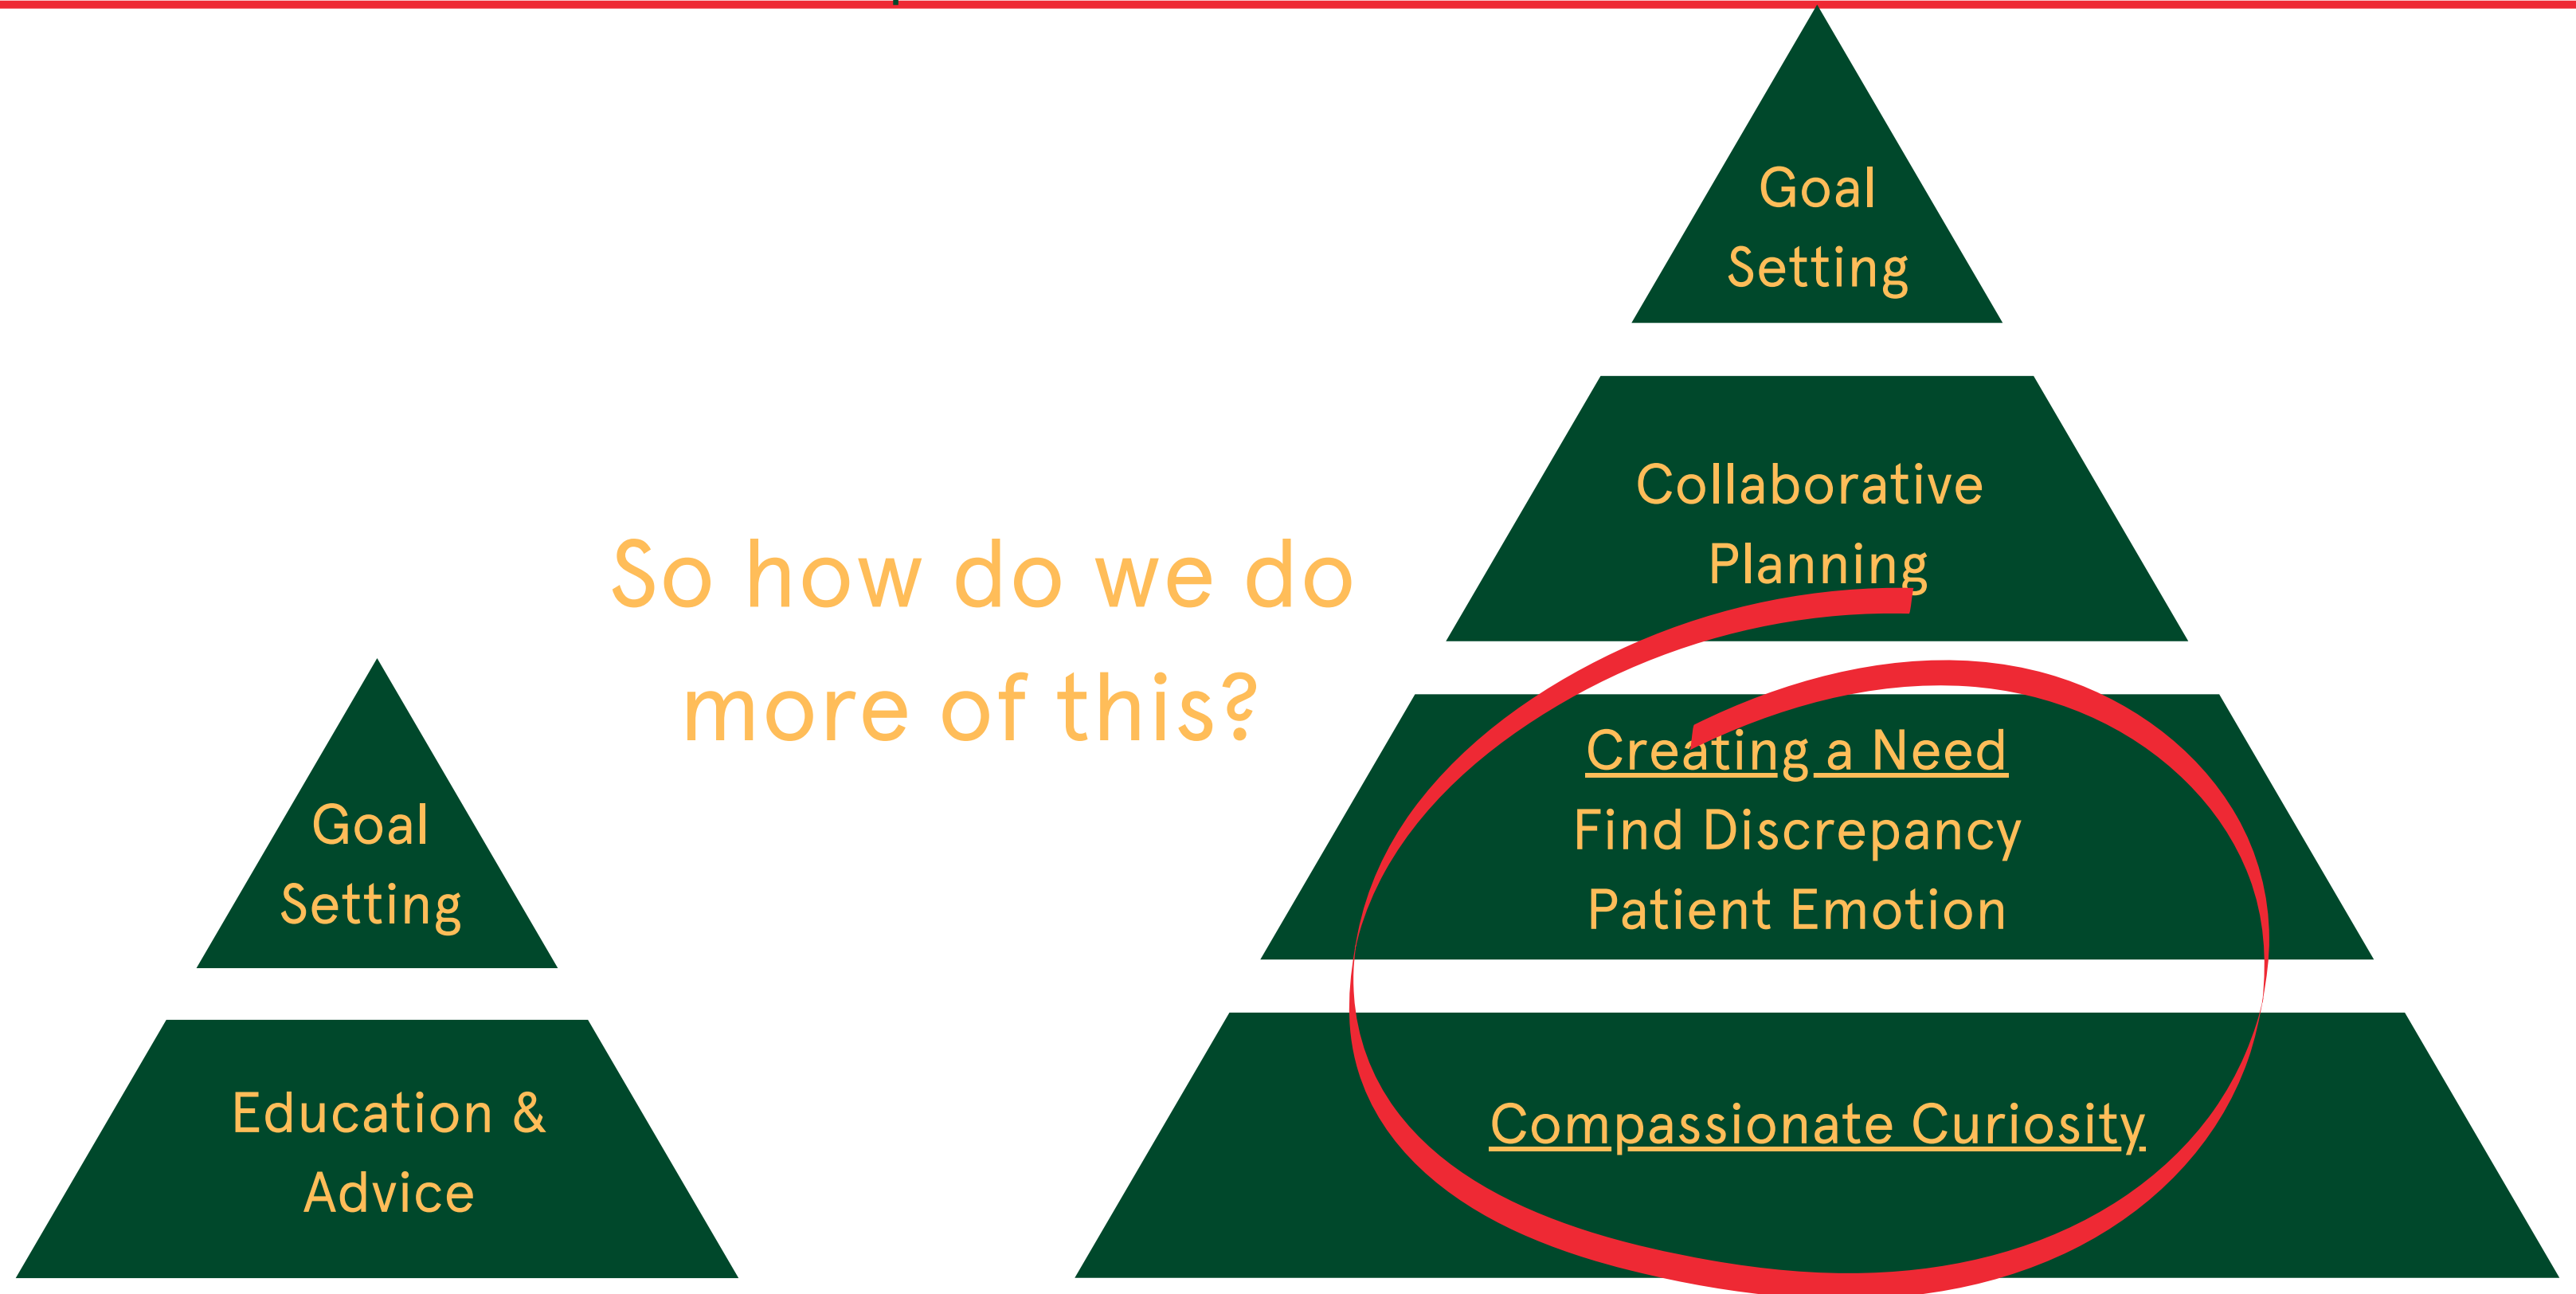 Goal
Setting
Collaborative
Planning
So how do we do
more of this?
Creating a Need
Find Discrepancy
Patient Emotion
Compassionate Curiosity
Goal
Setting
Education &
Advice